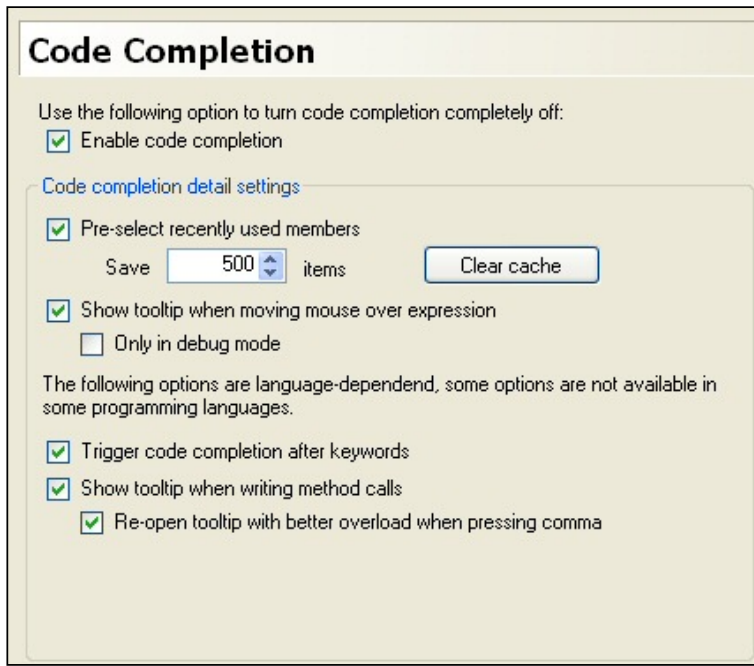 Code Completion
Use the following option to turn code completion completely off:
Enable code completion
Code completion detail settings
Pre-select recently used members
Save 500 items Clear cache
Show tooltip when moving mouse over expression
Only in debug mode
The following options are language-dependend, some options are not available in
some programming languages.
Trigger code completion after keywords
Show tooltip when writing method calls
Re-open tooltip with better overload when pressing comma